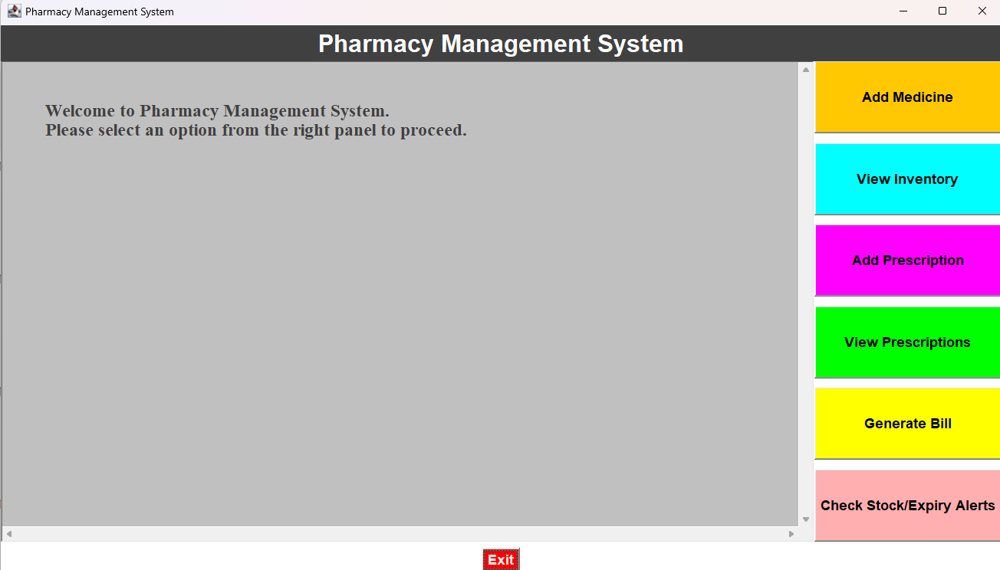 Pharmacy Management System
Pharmacy Management System
Welcome to Pharmacy Management System.
Please select an option from the right panel to proceed.
Add Medicine
View Inventory
Add Prescription
View Prescriptions
Generate Bill
Check Stock/Expiry Alerts
Exit